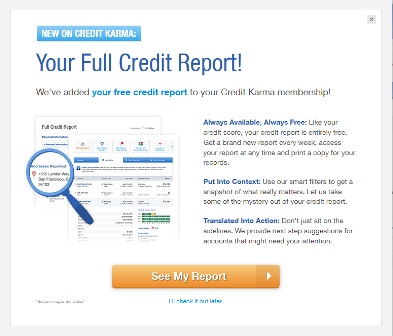 NEW ON CREDIT KARMA:
Your Full Credit Report!
We've added your free credit report to your Credit Karma membership!
Full Credit Report
Personal Information
Addresses Reported
San Francisco,
94103
Always Available, Always Free: Like your
credit score, your credit report is entirely free.
Get a brand new report every week, access
your report at any time and print a copy for your
records.
Put Into Context: Use our smart filters to get a
snapshot of what really matters. Let us take
some of the mystery out of your credit report.
Translated Into Action: Don't just sit on the
sidelines. We provide next step suggestions for
accounts that might need your attention.
See My Report
I'll check it out later